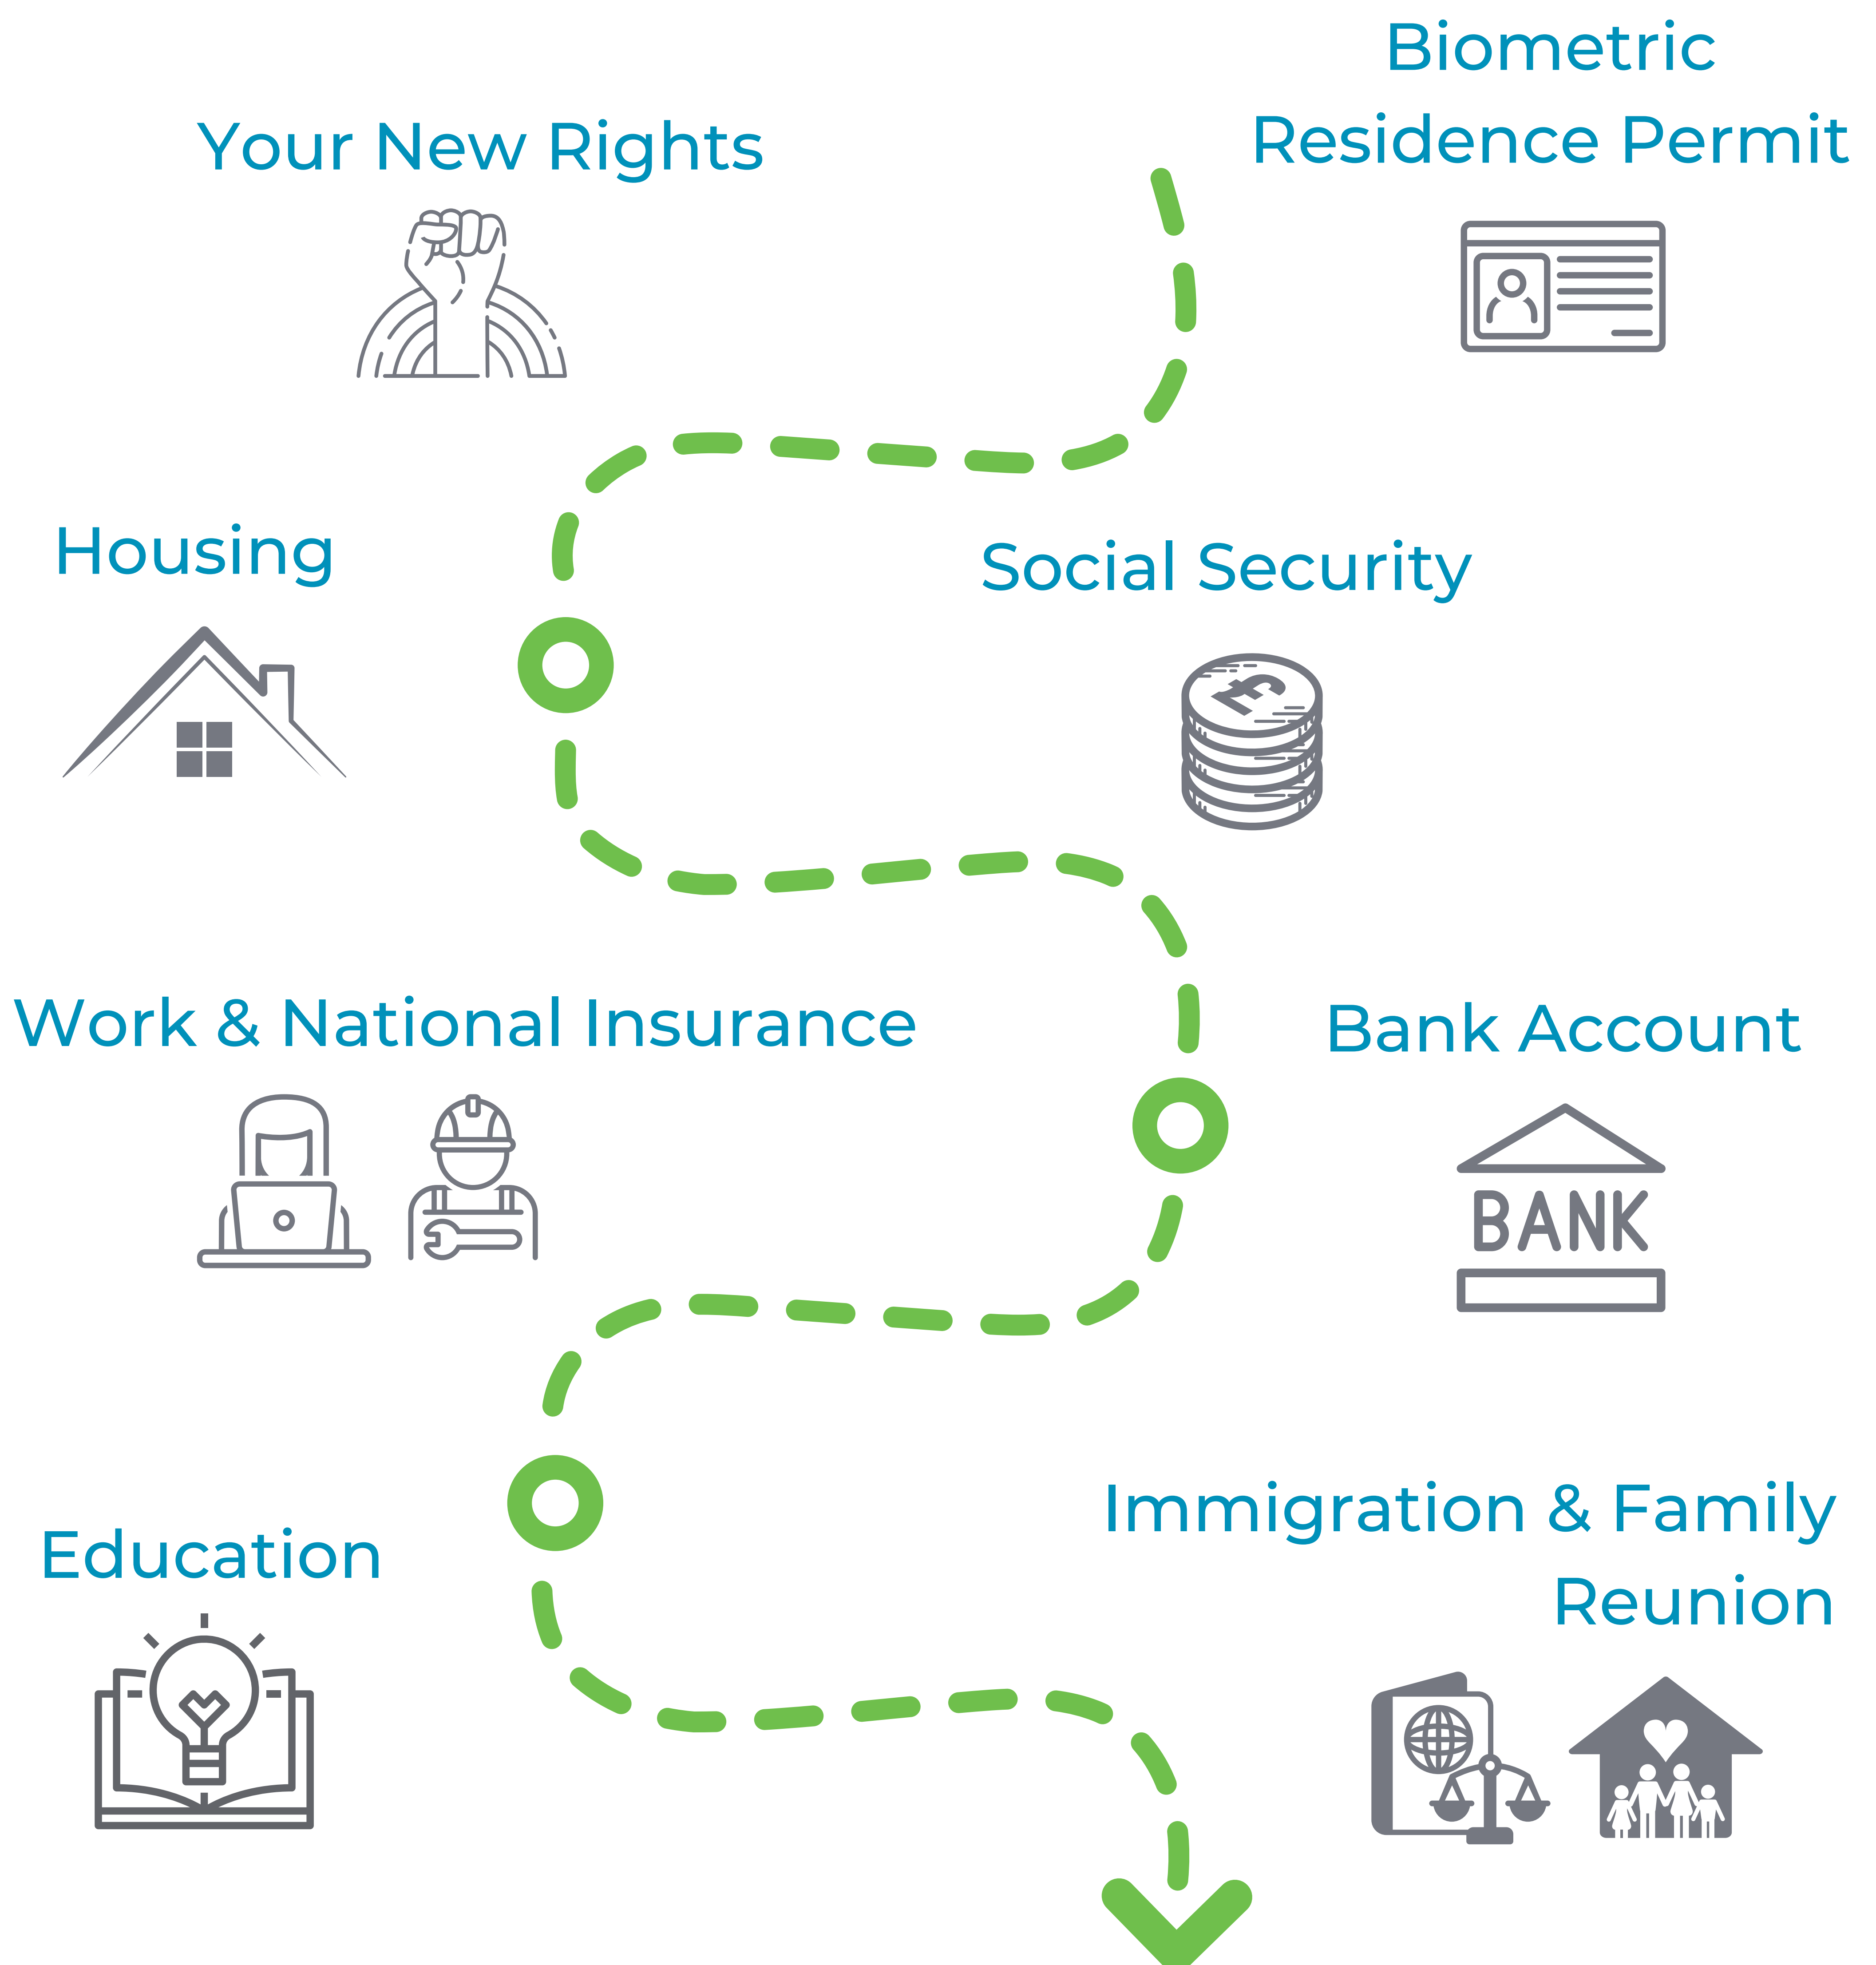 Your New Rights
Biometric
Residence Permit
Housing
Social Security
£
Work & National Insurance
Bank Account
BANK
Education
Immigration & Family
Reunion